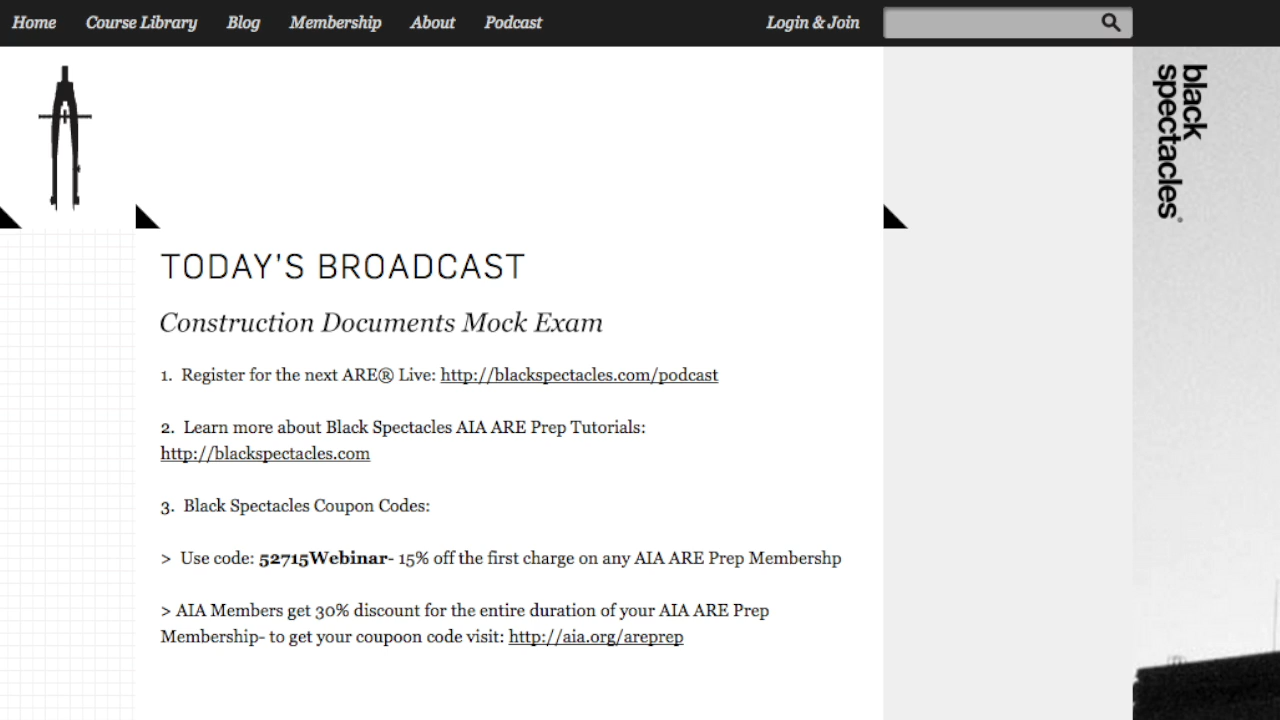 Home Course Library Blog Membership About Podcast Login & Join
black
spectacles
TODAY'S BROADCAST
Construction Documents Mock Exam
1. Register for the next ARE® Live: http://blackspectacles.com/podcast
2. Learn more about Black Spectacles AIA ARE Prep Tutorials:
http://blackspectacles.com
3. Black Spectacles Coupon Codes:
> Use code: 52715Webinar- 15% off the first charge on any AIA ARE Prep Membershp
> AIA Members get 30% discount for the entire duration of your AIA ARE Prep
Membership- to get your coupoon code visit: http://aia.org/areprep